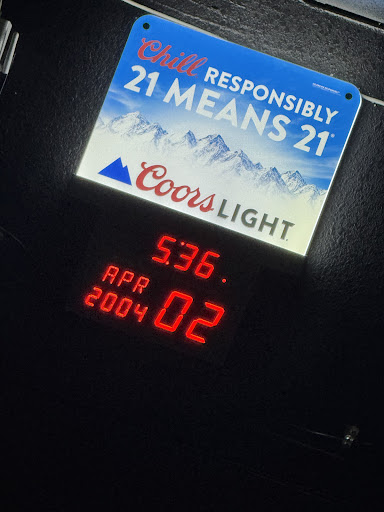 Chill RESPONSIBLY
21 MEANS 21*
Coors LIGHT
5:36
APR
2004 02